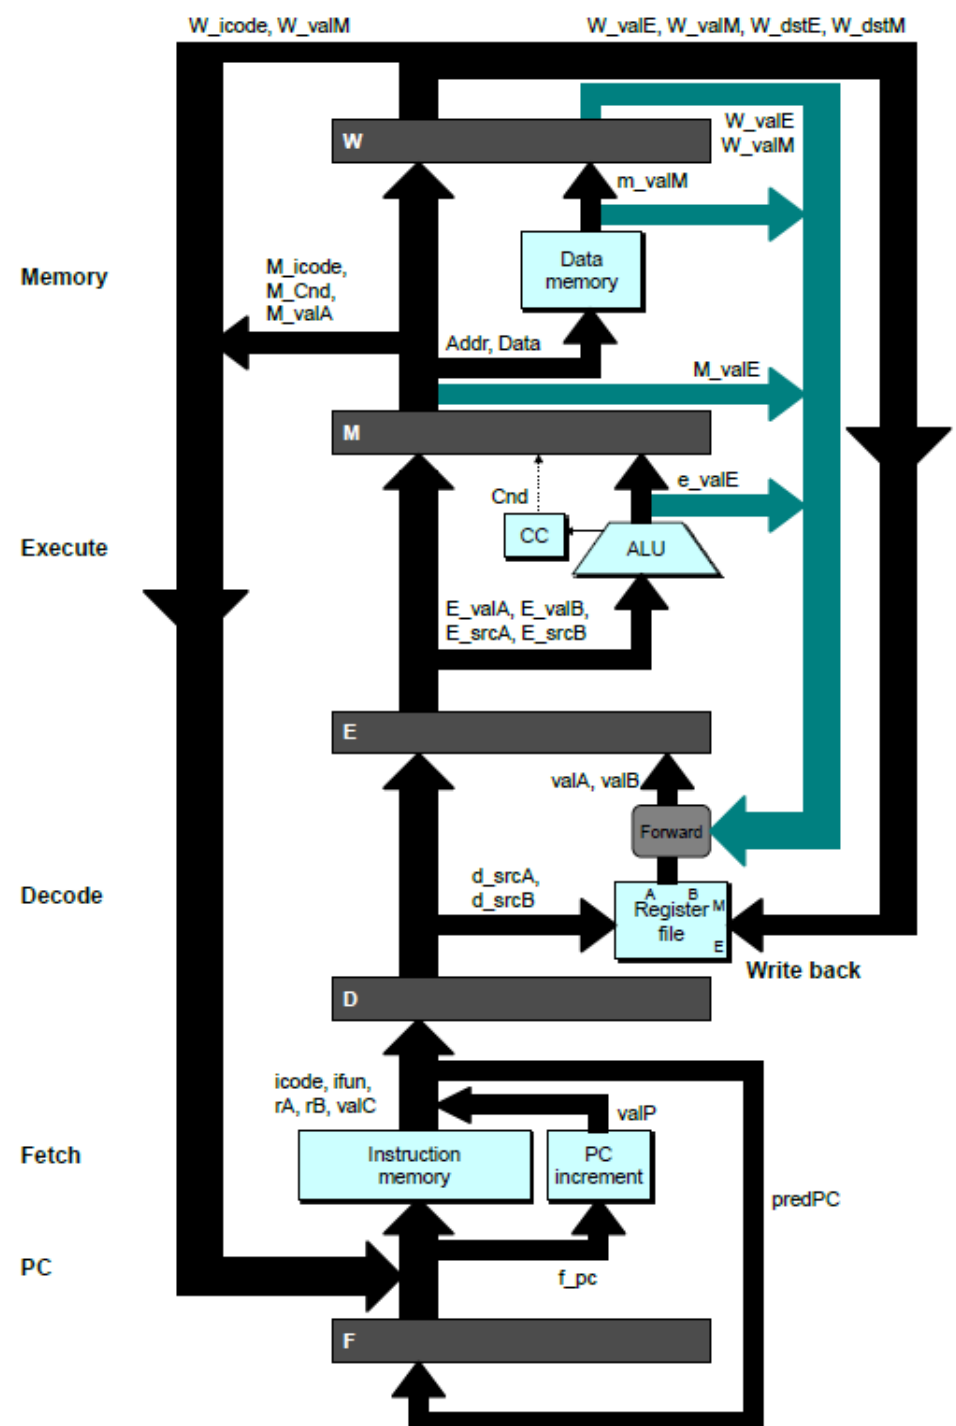 W_icode, W_valM
W_valE, W_valM, W_dstE, W_dstM
W_valE
W_valM
W
m_valM
Data
memory
Memory
M_icode,
M_Cnd,
M_valA
Addr, Data
M_valE
M
e_valE
Cnd
CC
ALU
Execute
E_valA, E_valB,
E_srcA, E_srcB
E
valA, valB
Forward
d_srcA,
d_srcB
Decode
A B
M
Register
file
E
Write back
D
icode, ifun,
rA, rB, valC
valP
Fetch
Instruction
memory
PC
increment
predPC
PC
f_pc
F